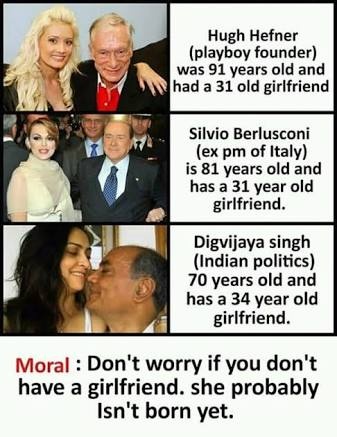 Hugh Hefner
(playboy founder)
was 91 years old and
had a 31 old girlfriend
Silvio Berlusconi
(ex pm of Italy)
is 81 years old and
has a 31 year old
girlfriend.
Digvijaya singh
(Indian politics)
70 years old and
has a 34 year old
girlfriend.
Moral : Don't worry if you don't
have a girlfriend. she probably
Isn't born yet.